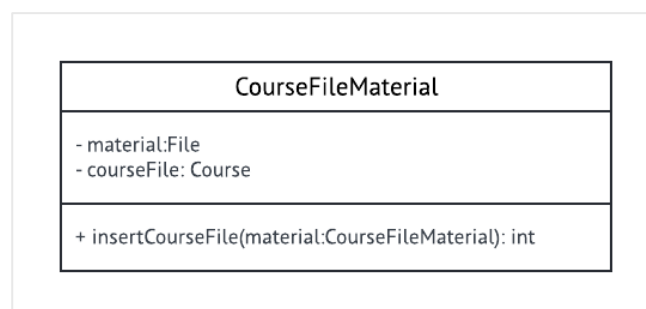 CourseFileMaterial
- material:File
- courseFile: Course
+ insertCourseFile(material:CourseFileMaterial): int